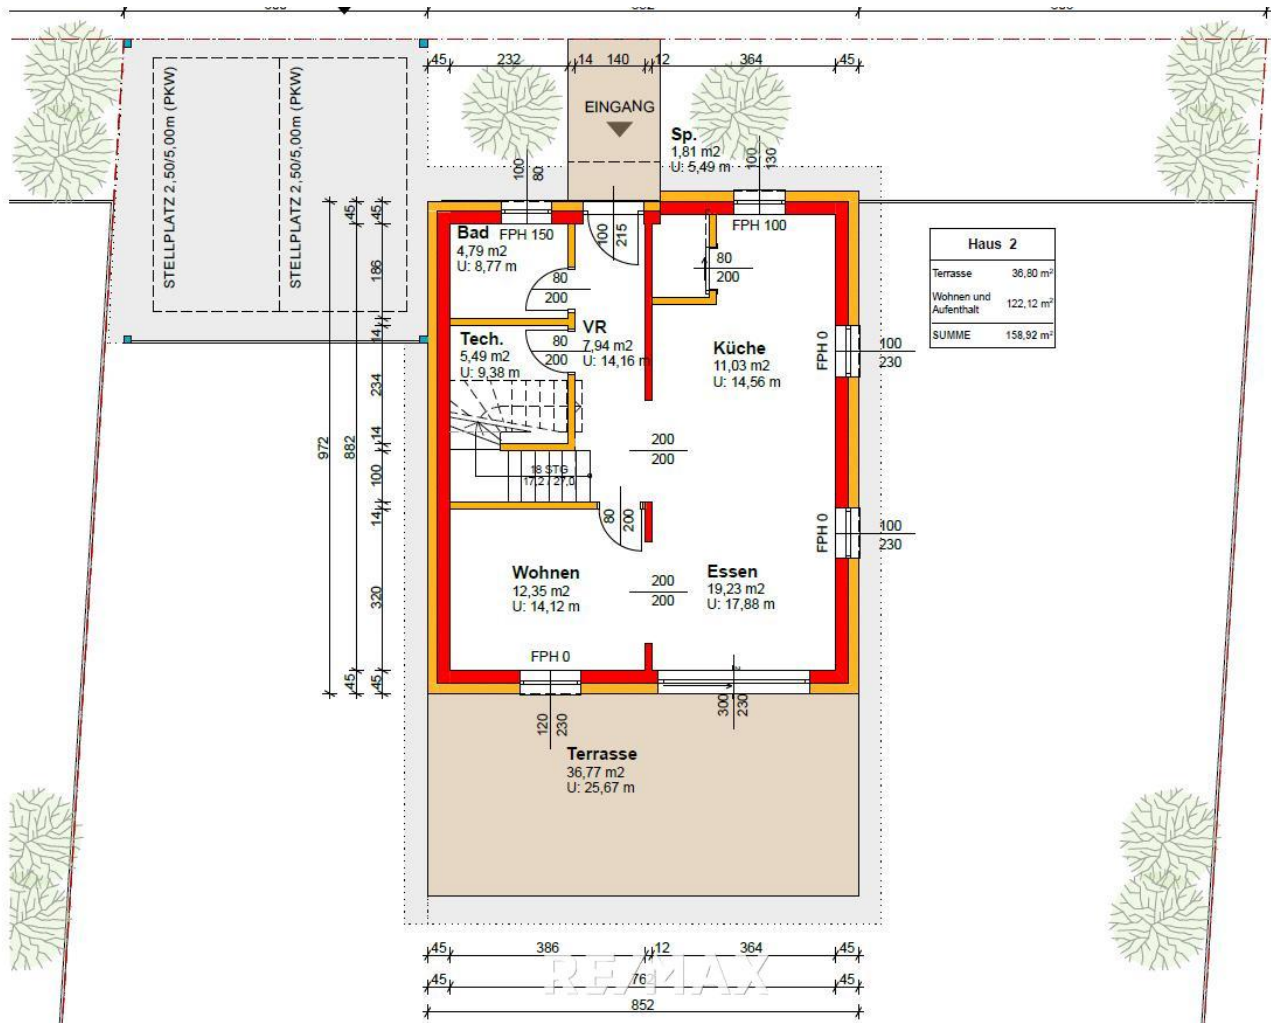 852
45
232
14
140
12
364
45
STELLPLATZ 2,50/5,00m (PKW)
STELLPLATZ 2,50/5,00m (PKW)
EINGANG
Sp.
1,81 m2
U: 5,49 m
100
80
100
130
Bad
4,79 m2
U: 8,77 m
FPH 150
100
215
FPH 100
80
200
80
200
Tech.
5,49 m2
U: 9,38 m
80
200
VR
7,94 m2
U: 14,16 m
Küche
11,03 m2
U: 14,56 m
FPH 0
100
230
Haus 2
Terrasse 36,80 m²
Wohnen und
Aufenthalt 122,12 m²
SUMME 158,92 m²
972
45
882
45
45
186
14
234
14
100
14
320
45
200
200
18 STG
17,2 / 27,0
80
200
FPH 0
100
230
Wohnen
12,35 m2
U: 14,12 m
200
200
Essen
19,23 m2
U: 17,88 m
FPH 0
120
230
300
230
Terrasse
36,77 m2
U: 25,67 m
45
386
12
364
45
RE/MAX
45
762
45
852